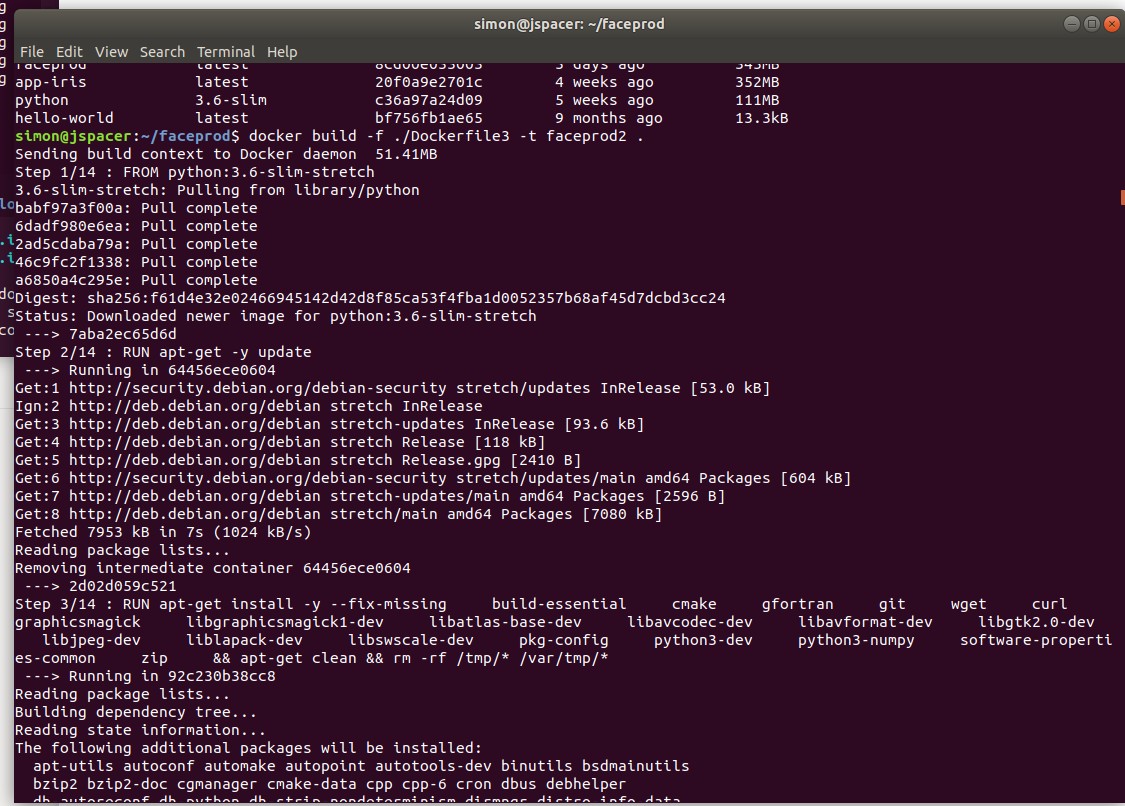 simon@jspacer: ~/faceprod
File Edit View Search Terminal Help
faceprod latest 8cd00e033003 3 days ago 345MB
app-iris latest 20f0a9e2701c 4 weeks ago 352MB
python 3.6-slim c36a97a24d09 5 weeks ago 111MB
hello-world latest bf756fb1ae65 9 months ago 13.3kB
simon@jspacer:~/faceprod$ docker build -f ./Dockerfile3 -t faceprod2 .
Sending build context to Docker daemon 51.41MB
Step 1/14 : FROM python:3.6-slim-stretch
3.6-slim-stretch: Pulling from library/python
babf97a3f00a: Pull complete
6dadf980e6ea: Pull complete
2ad5cdaba79a: Pull complete
46c9fc2f1338: Pull complete
a6850a4c295e: Pull complete
Digest: sha256:f61d4e32e02466945142d42d8f85ca53f4fba1d0052357b68af45d7dcbd3cc24
Status: Downloaded newer image for python:3.6-slim-stretch
---> 7aba2ec65d6d
Step 2/14 : RUN apt-get -y update
---> Running in 64456ece0604
Get:1 http://security.debian.org/debian-security stretch/updates InRelease [53.0 kB]
Ign:2 http://deb.debian.org/debian stretch InRelease
Get:3 http://deb.debian.org/debian stretch-updates InRelease [93.6 kB]
Get:4 http://deb.debian.org/debian stretch Release [118 kB]
Get:5 http://deb.debian.org/debian stretch Release.gpg [2410 B]
Get:6 http://security.debian.org/debian-security stretch/updates/main amd64 Packages [604 kB]
Get:7 http://deb.debian.org/debian stretch-updates/main amd64 Packages [2596 B]
Get:8 http://deb.debian.org/debian stretch/main amd64 Packages [7080 kB]
Fetched 7953 kB in 7s (1024 kB/s)
Reading package lists...
Removing intermediate container 64456ece0604
---> 2d02d059c521
Step 3/14 : RUN apt-get install -y --fix-missing build-essential cmake gfortran git wget curl
graphicsmagick libgraphicsmagick1-dev libatlas-base-dev libavcodec-dev libavformat-dev libgtk2.0-dev
libjpeg-dev liblapack-dev libswscale-dev pkg-config python3-dev python3-numpy software-properti
es-common zip && apt-get clean && rm -rf /tmp/* /var/tmp/*
---> Running in 92c230b38cc8
Reading package lists...
Building dependency tree...
Reading state information...
The following additional packages will be installed:
apt-utils autoconf automake autopoint autotools-dev binutils bsdmainutils
bzip2 bzip2-doc cgmanager cmake-data cpp cpp-6 cron dbus debhelper
dh-autoreconf dh-python dh-strip-nondeterminism dirmngr distro-info-data